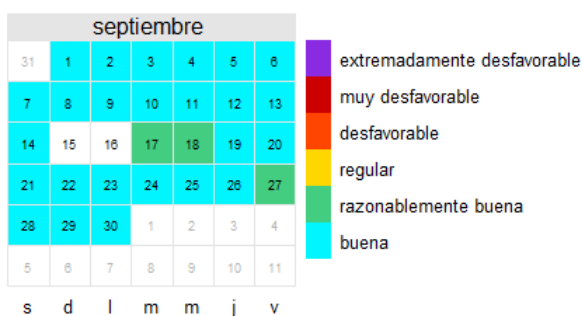 septiembre
31 1 2 3 4 5 6
7 8 9 10 11 12 13
14 15 16 17 18 19 20
21 22 23 24 25 26 27
28 29 30 1 2 3 4
5 6 7 8 9 10 11
s d l m m j v
extremadamente desfavorable
muy desfavorable
desfavorable
regular
razonablemente buena
buena